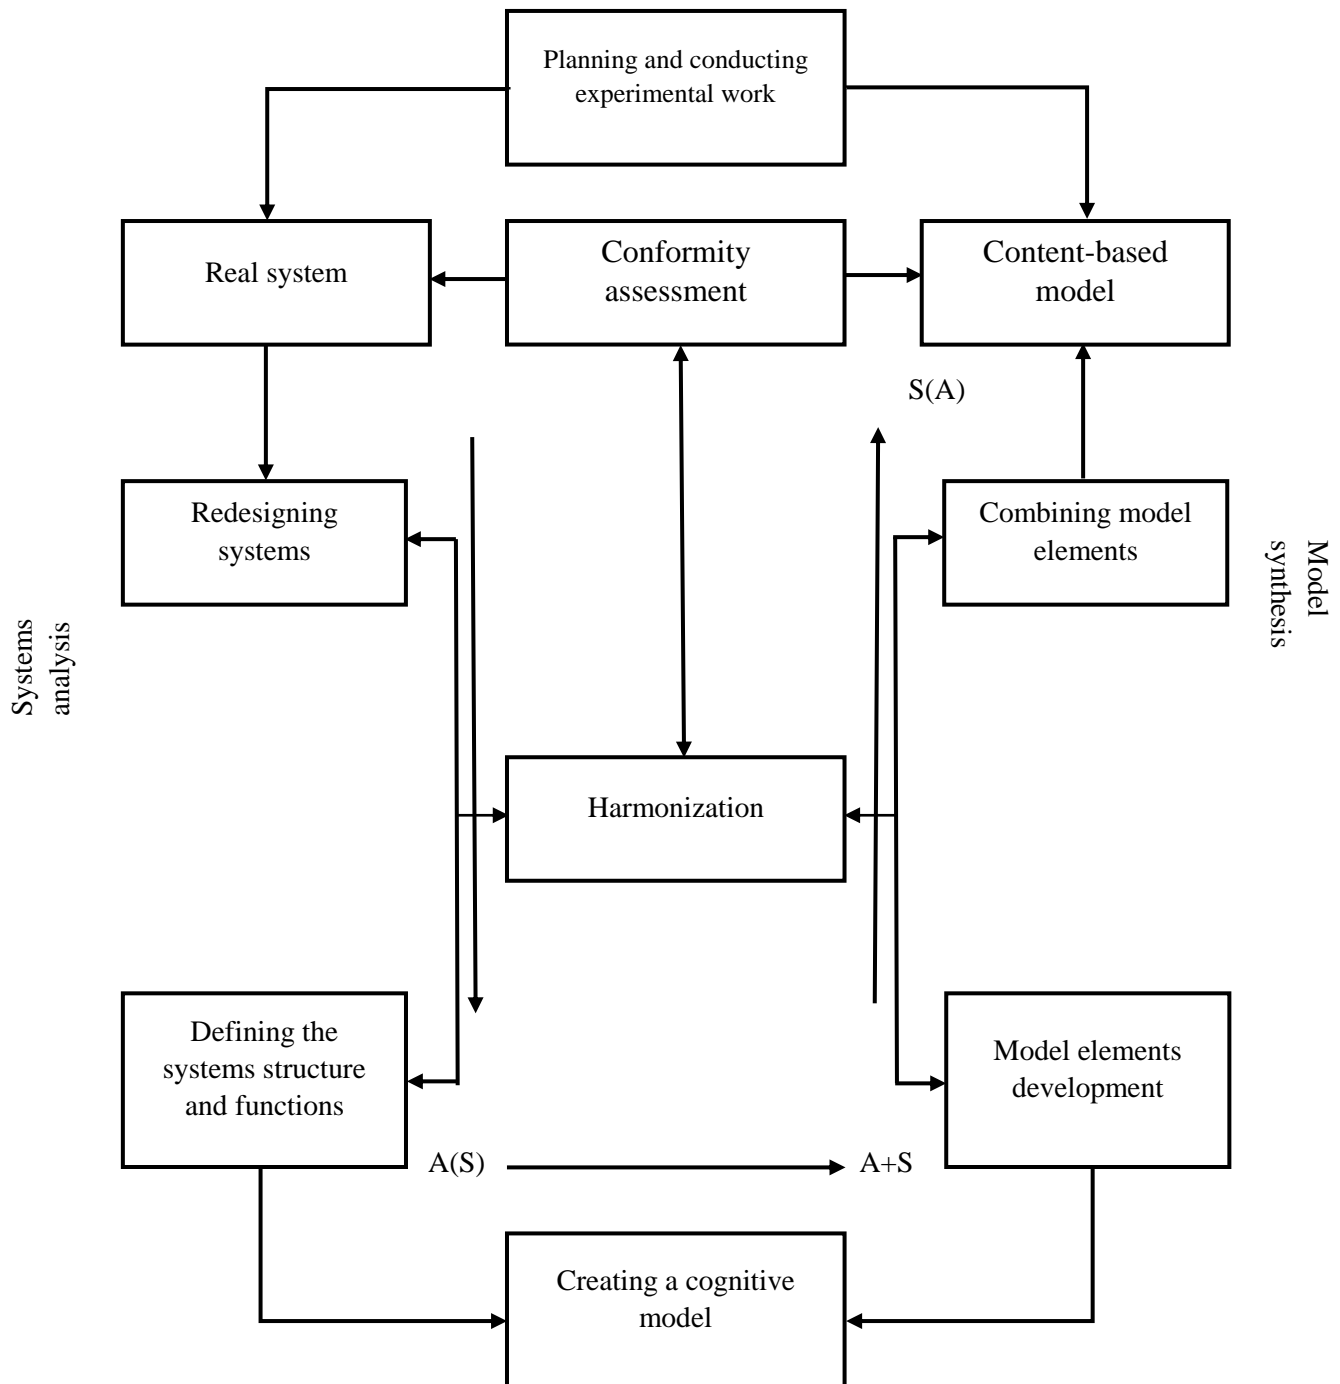 Planning and conducting
experimental work
Real system
Conformity
assessment
Content-based
model
S(A)
Redesigning
systems
Combining model
elements
Systems
analysis
Model
synthesis
Harmonization
Defining the
systems structure
and functions
Model elements
development
A(S)
A+S
Creating a cognitive
model